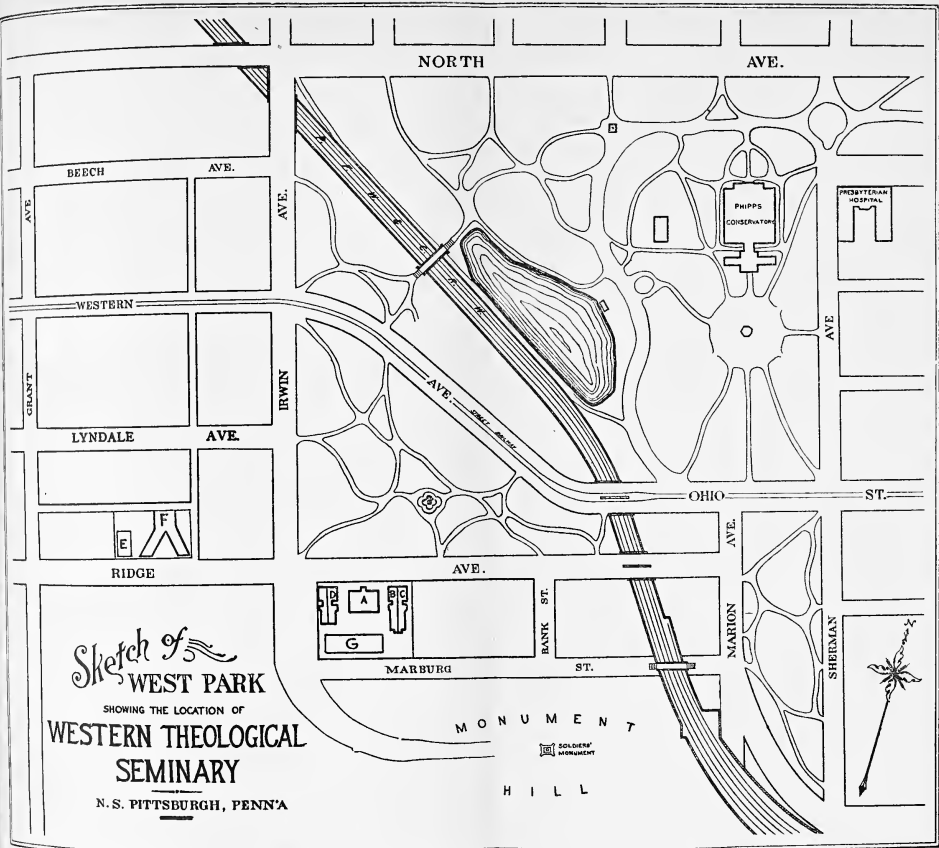 NORTH AVE.
BEECH AVE.
AVE
AVE.
PHIPPS
CONSERVATORY
PRESBYTERIAN
HOSPITAL
WESTERN
AVE.
STREET RAILWAY
GRANT
IRWIN
AVE
LYNDALE AVE.
OHIO ST.
F
E
RIDGE AVE.
AVE.
D A B C
G
BANK ST.
MARION
SHERMAN
MARBURG ST.
N
Sketch of
WEST PARK
SHOWING THE LOCATION OF
WESTERN THEOLOGICAL
SEMINARY
N. S. PITTSBURGH, PENN'A
MONUMENT
SOLDIERS'
MONUMENT
HILL